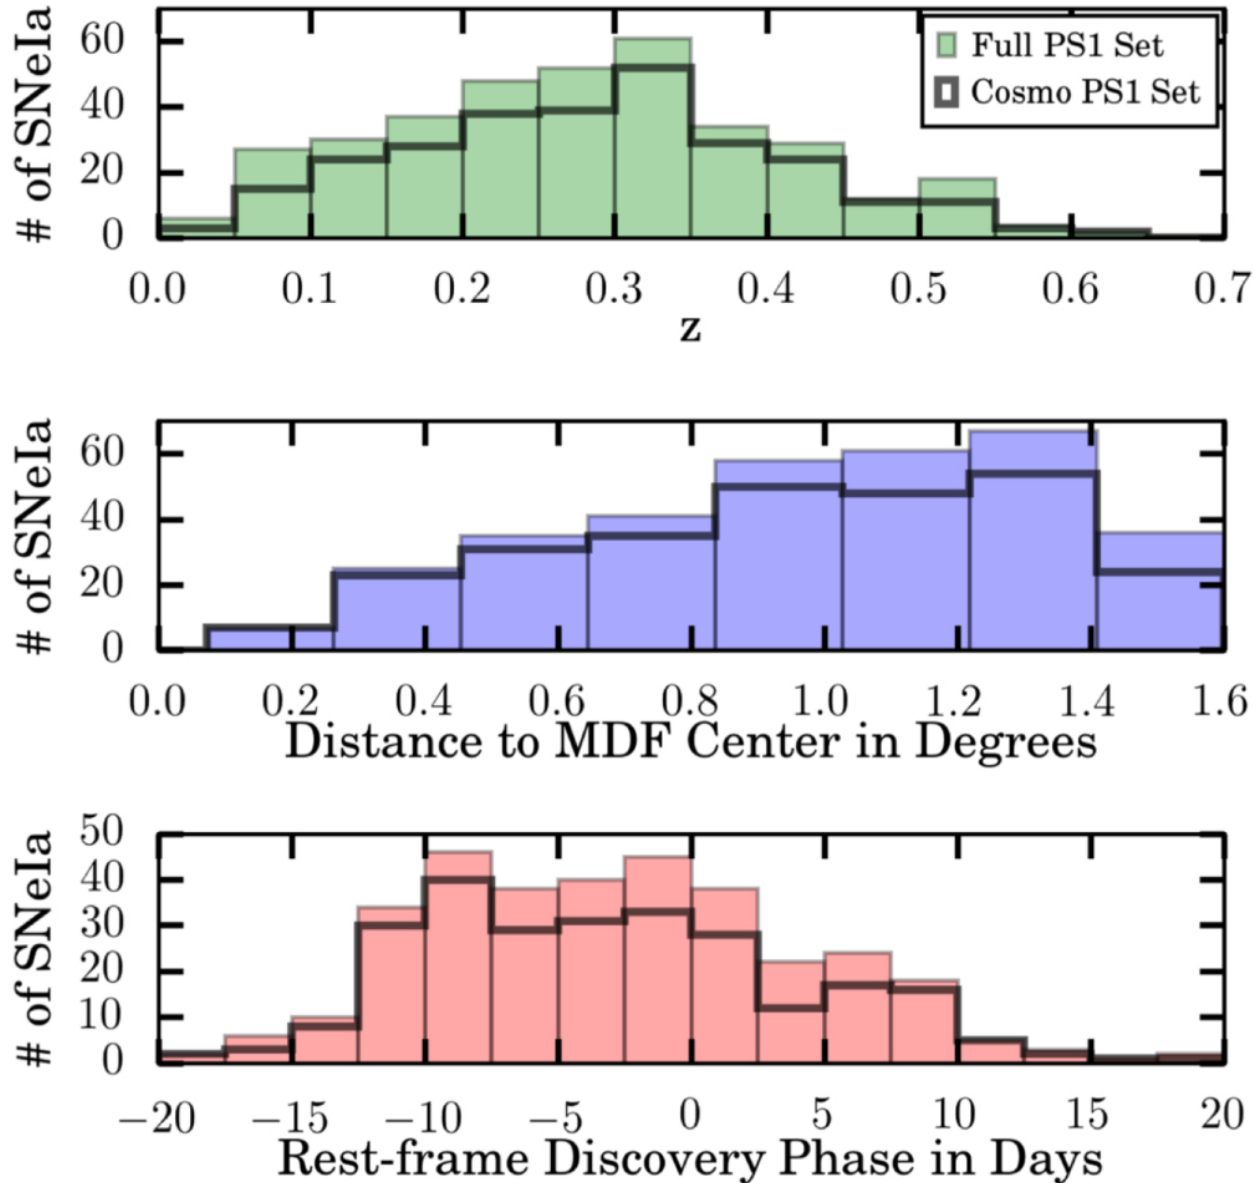 # of SNeIa
60
40
20
0
Full PS1 Set
Cosmo PS1 Set
0.0 0.1 0.2 0.3 0.4 0.5 0.6 0.7
z
# of SNeIa
60
40
20
0
0.0 0.2 0.4 0.6 0.8 1.0 1.2 1.4 1.6
Distance to MDF Center in Degrees
# of SNeIa
50
40
30
20
10
0
−20 −15 −10 −5 0 5 10 15 20
Rest-frame Discovery Phase in Days